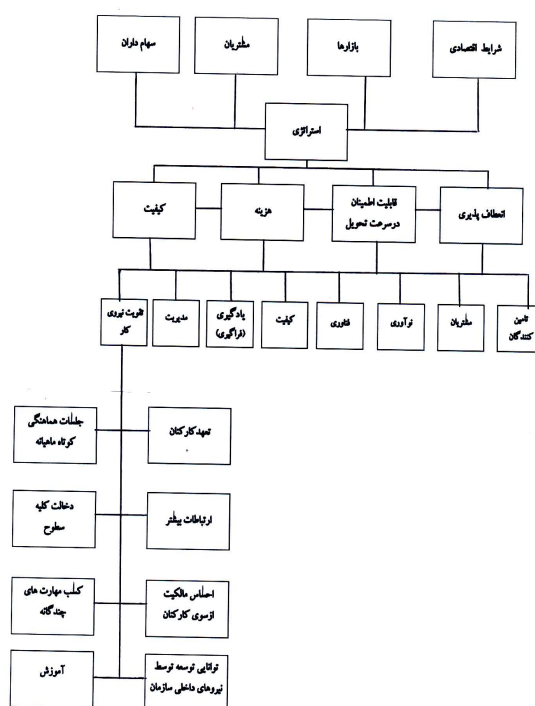 شرایط اقتصادی
بازارها
مشتریان
سهام داران
استراتژی
انعطاف پذیری
قابلیت اطمینان
درسرعت تحویل
هزینه
کیفیت
تامین
کنندگان
مشتریان
نوآوری
فناوری
کیفیت
یادگیری
(فراگیری)
مدیریت
تقویت نیروی
کار
تعهدکارکنان
جلسات هماهنگی
کوتاه ماهیانه
ارتباطات بیشتر
دخالت کلیه
سطوح
احساس مالکیت
ازسوی کارکنان
کسب مهارت های
چندگانه
توانایی توسعه توسط
نیروهای داخلی سازمان
آموزش